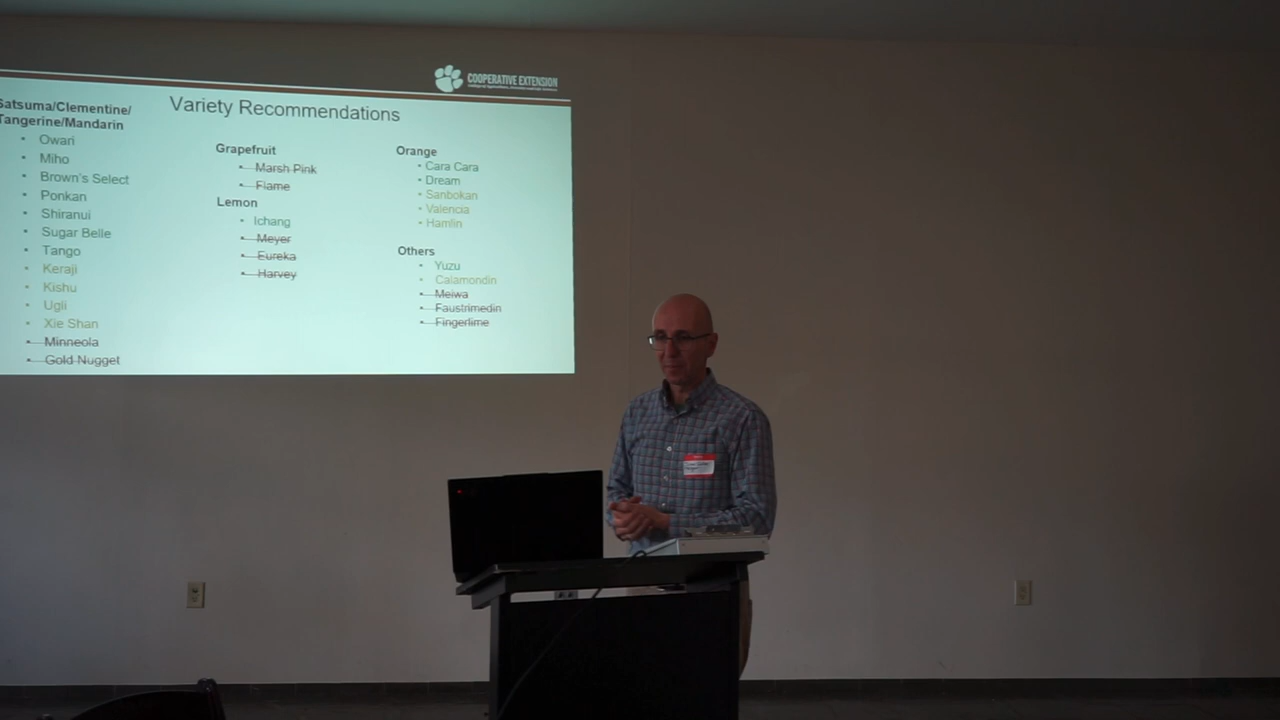 COOPERATIVE EXTENSION
Variety Recommendations
Satsuma/Clementine/
Tangerine/Mandarin
• Owari
• Miho
• Brown's Select
• Ponkan
• Shiranui
• Sugar Belle
• Tango
• Keraji
• Kishu
• Ugli
• Xie Shan
• Minneola
• Gold Nugget
Grapefruit
• Marsh Pink
• Flame
Lemon
• Ichang
• Meyer
• Eureka
• Harvey
Orange
• Cara Cara
• Dream
• Sanbokan
• Valencia
• Hamlin
Others
• Yuzu
• Calamondin
• Meiwa
• Faustrimedin
• Fingerlime